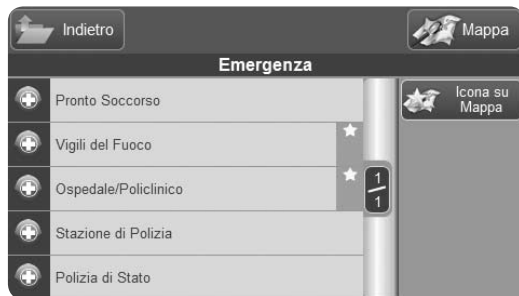 Indietro
Mappa
Emergenza
Pronto Soccorso
Icona su
Mappa
Vigili del Fuoco
Ospedale/Policlinico
1
1
Stazione di Polizia
Polizia di Stato